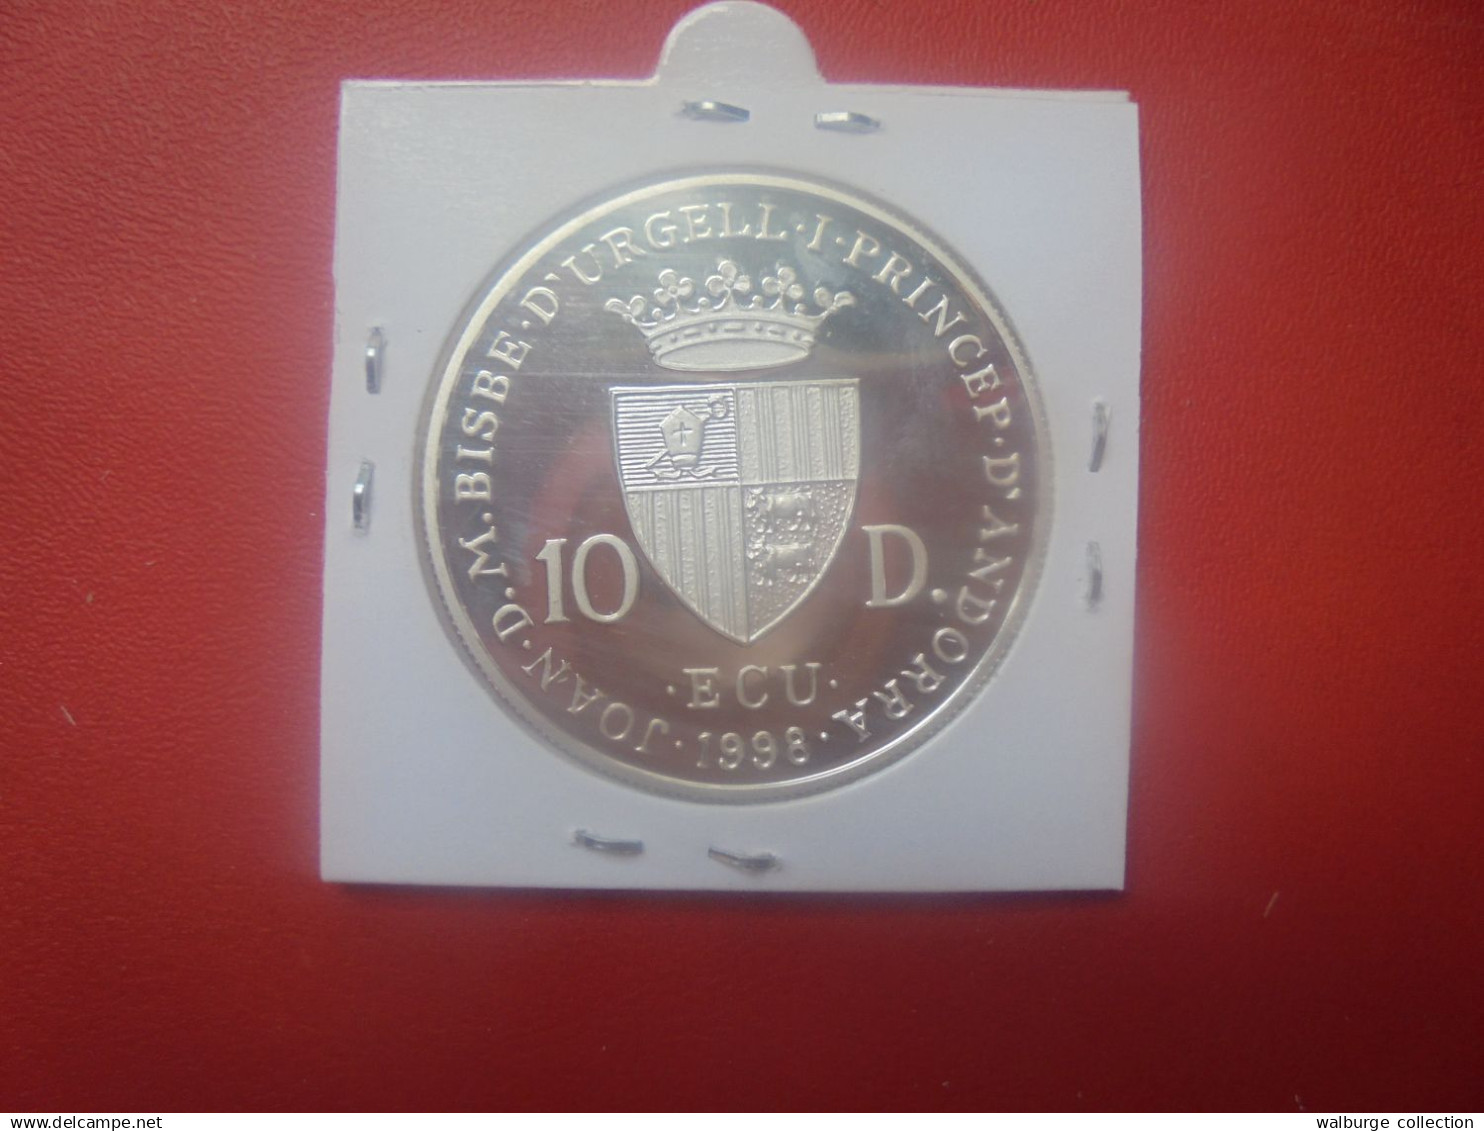 JOAN·D·M·BISBE·D'URGELL·I·PRINCEP·D'ANDORRA
10 D.
·ECU·
·1998·
www.delcampe.net
walburge collection